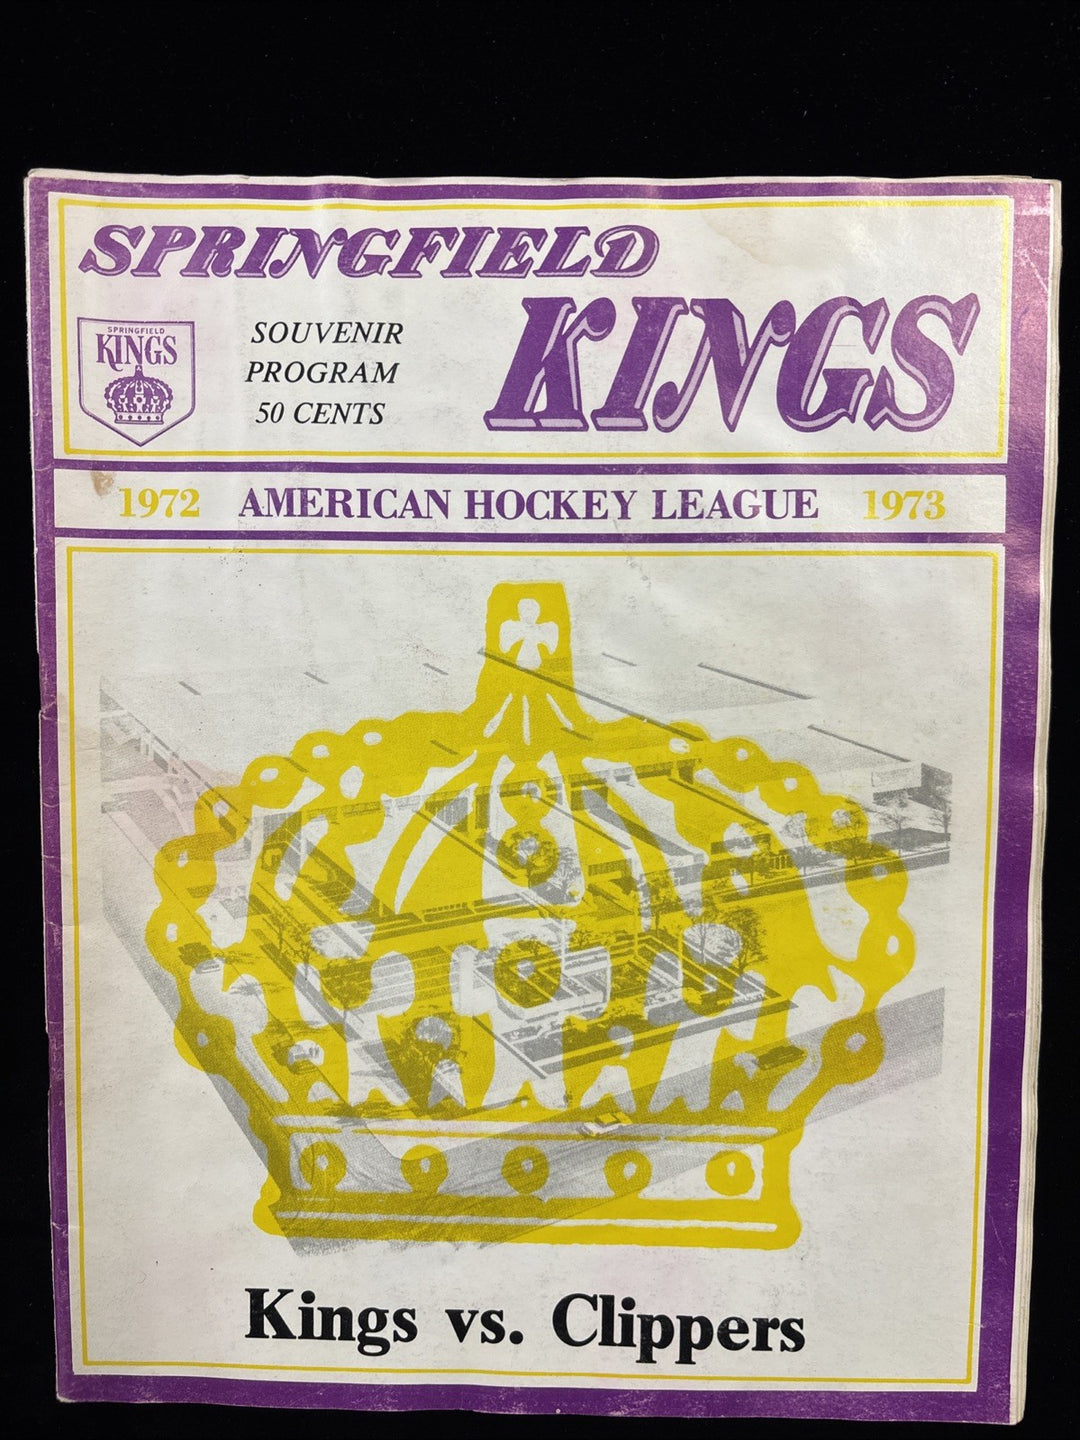 SPRINGFIELD
KINGS
SPRINGFIELD
KINGS
SOUVENIR
PROGRAM
50 CENTS
1972 AMERICAN HOCKEY LEAGUE 1973
Kings vs. Clippers